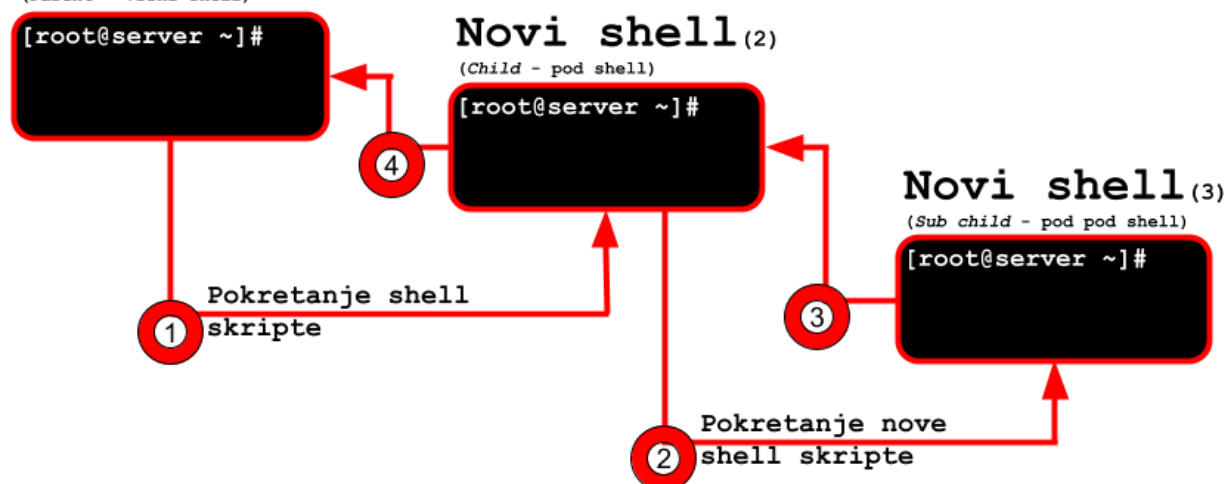 [root@server ~]#
Novi shell(2)
(Child - pod shell)
[root@server ~]#
4
Novi shell(3)
(Sub child - pod pod shell)
[root@server ~]#
3
1
Pokretanje shell
skripte
2
Pokretanje nove
shell skripte